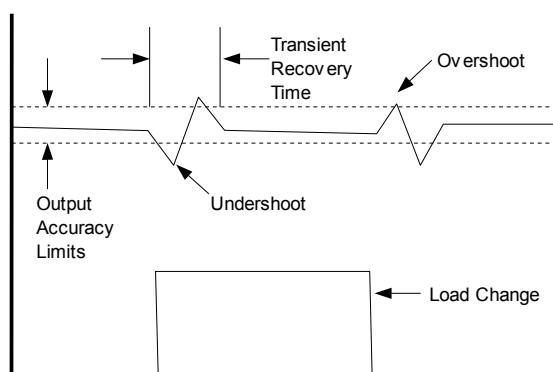 Transient
Recovery
Time
Overshoot
Output
Accuracy
Limits
Undershoot
Load Change